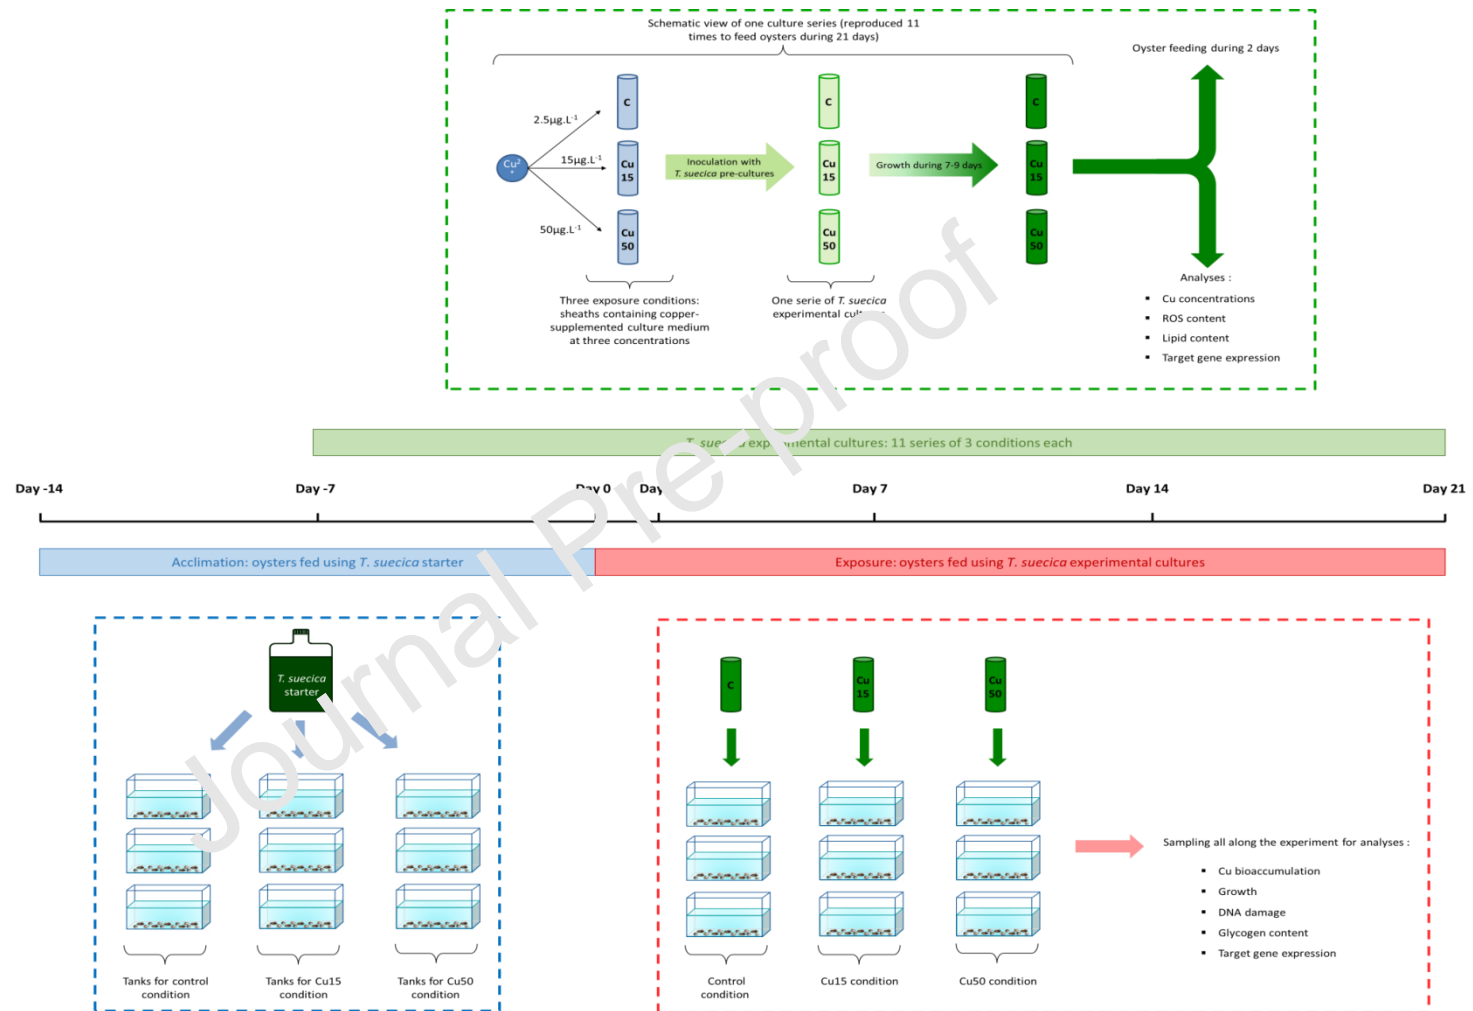 Schematic view of one culture series (reproduced 11
times to feed oysters during 21 days)
Oyster feeding during 2 days
2.5µg.L-1
15µg.L-1
50µg.L-1
Cu2
+
C
Cu
15
Cu
50
Inoculation with
T. suecica pre-cultures
C
Cu
15
Cu
50
Growth during 7-9 days
C
Cu
15
Cu
50
Three exposure conditions:
sheaths containing copper-
supplemented culture medium
at three concentrations
One serie of T. suecica
experimental
Analyses :
▪ Cu concentrations
▪ ROS content
▪ Lipid content
▪ Target gene expression
T. cultures: 11 series of 3 conditions each
Day -14
Day -7
Day 0
Day 7
Day 14
Day 21
Acclimation: oysters fed using T. suecica starter
Exposure: oysters fed using T. suecica experimental cultures
T. suecica
starter
Tanks for control
condition
Tanks for Cu15
condition
Tanks for Cu50
condition
C
Cu
15
Cu
50
Control
condition
Cu15 condition
Cu50 condition
Sampling all along the experiment for analyses :
▪ Cu bioaccumulation
▪ Growth
▪ DNA damage
▪ Glycogen content
▪ Target gene expression
Journal Pre-proof